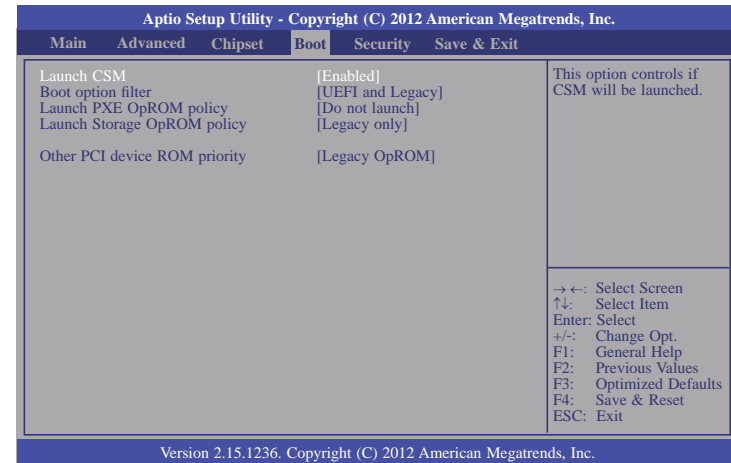 Aptio Setup Utility - Copyright (C) 2012 American Megatrends, Inc.
Main Advanced Chipset Boot Security Save & Exit
Launch CSM [Enabled]
Boot option filter [UEFI and Legacy]
Launch PXE OpROM policy [Do not launch]
Launch Storage OpROM policy [Legacy only]
Other PCI device ROM priority [Legacy OpROM]
This option controls if
CSM will be launched.
→←: Select Screen
↑↓: Select Item
Enter: Select
+/-: Change Opt.
F1: General Help
F2: Previous Values
F3: Optimized Defaults
F4: Save & Reset
ESC: Exit
Version 2.15.1236. Copyright (C) 2012 American Megatrends, Inc.